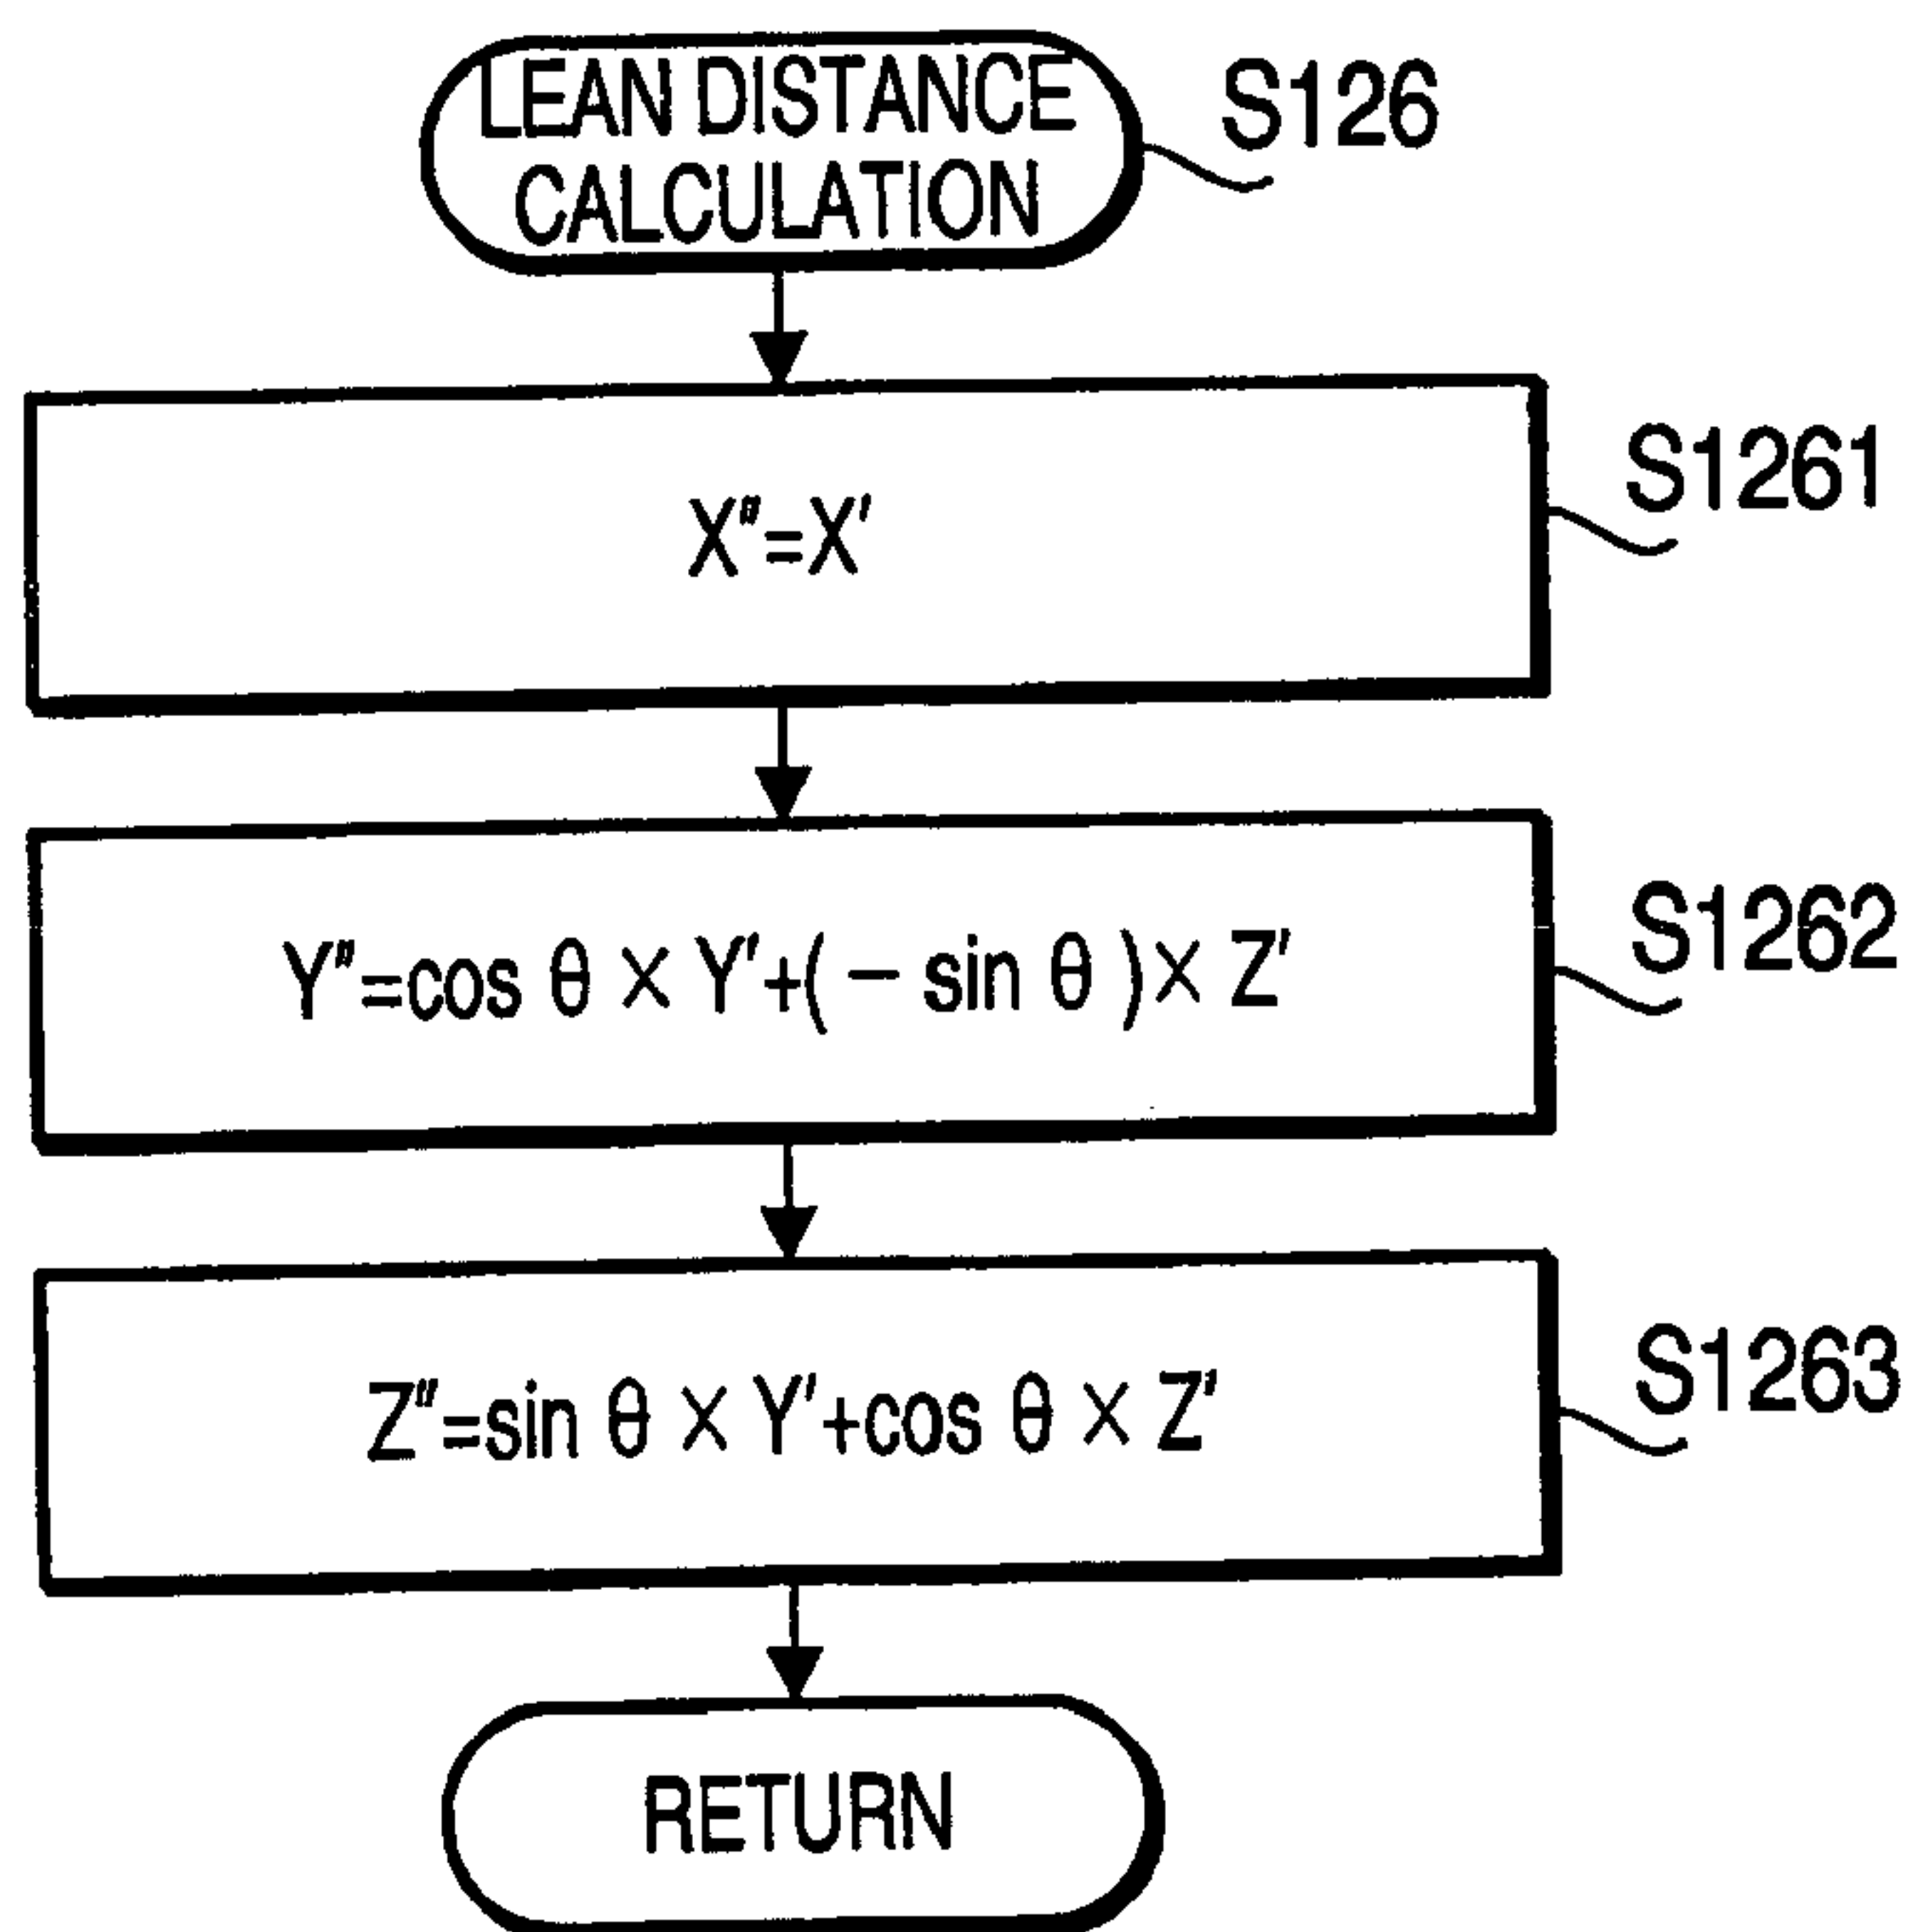 LEAN DISTANCE
CALCULATION
S126
X"=X'
S1261
Y"=cos θ × Y'+( − sin θ )× Z'
S1262
Z"=sin θ × Y'+cos θ × Z'
S1263
RETURN